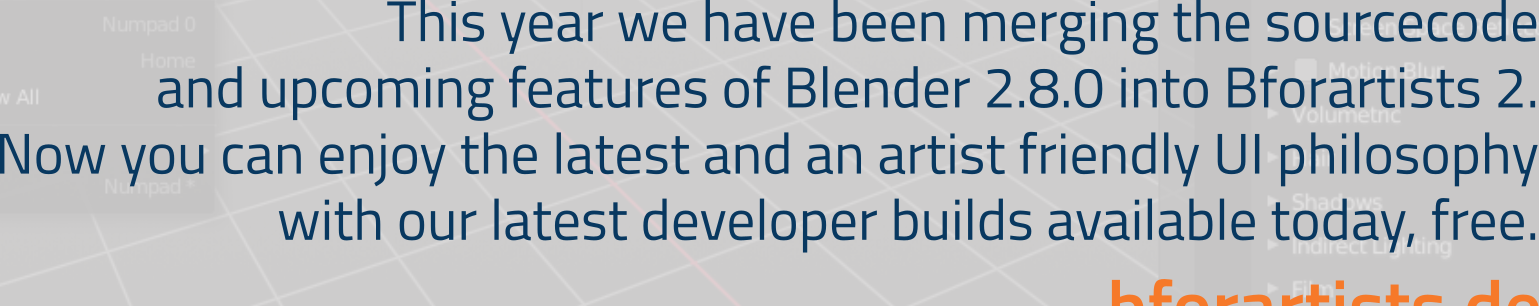 This year we have been merging the sourcecode
and upcoming features of Blender 2.8.0 into Bforartists 2.
Now you can enjoy the latest and an artist friendly UI philosophy
with our latest developer builds available today, free.
bforartists.de
Numpad 0
Home
w All
Numpad *
Motion Blur
Volumetric
Hair
Shadows
Indirect Lighting
Film